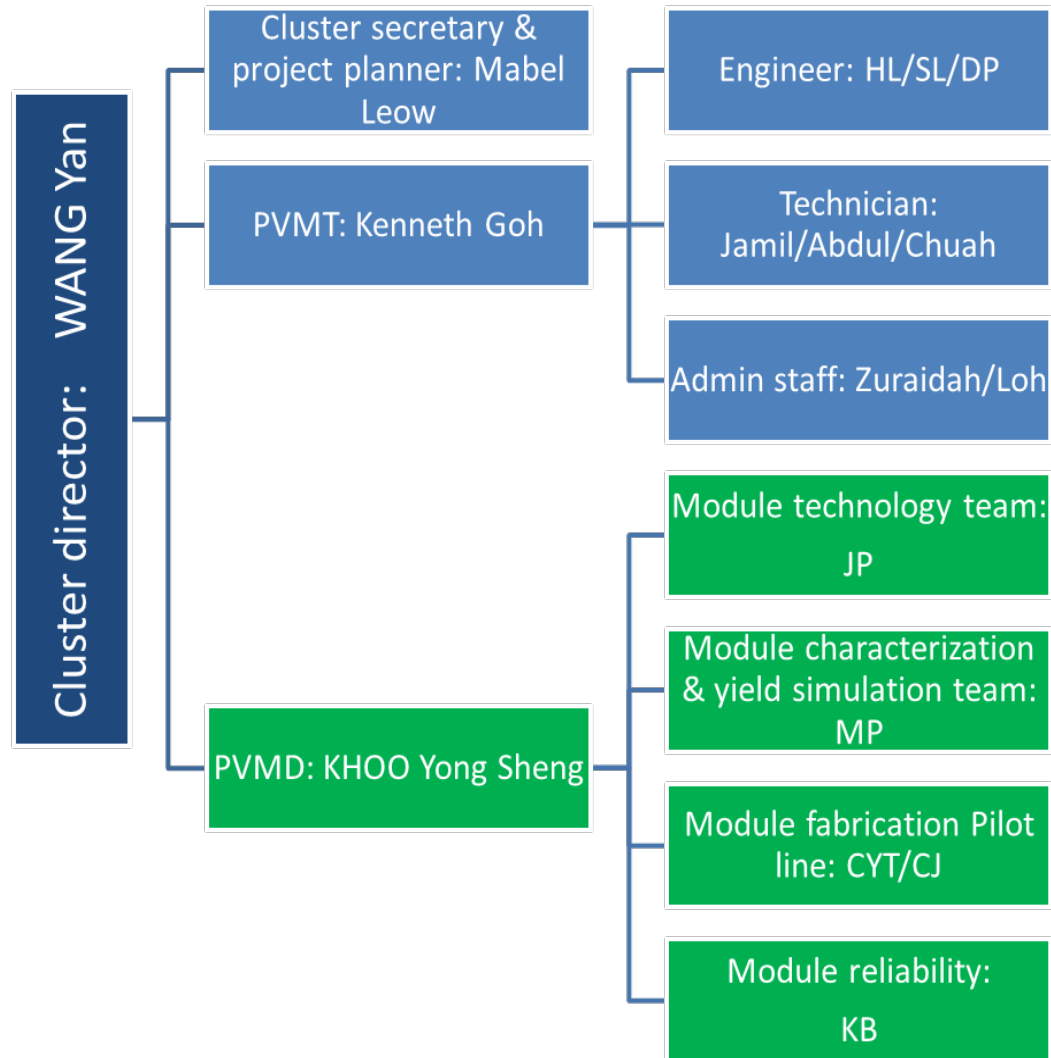 Cluster director: WANG Yan
Cluster secretary &
project planner: Mabel
Leow
PVMT: Kenneth Goh
Engineer: HL/SL/DP
Technician:
Jamil/Abdul/Chuah
Admin staff: Zuraidah/Loh
PVMD: KHOO Yong Sheng
Module technology team:
JP
Module characterization
& yield simulation team:
MP
Module fabrication Pilot
line: CYT/CJ
Module reliability:
KB